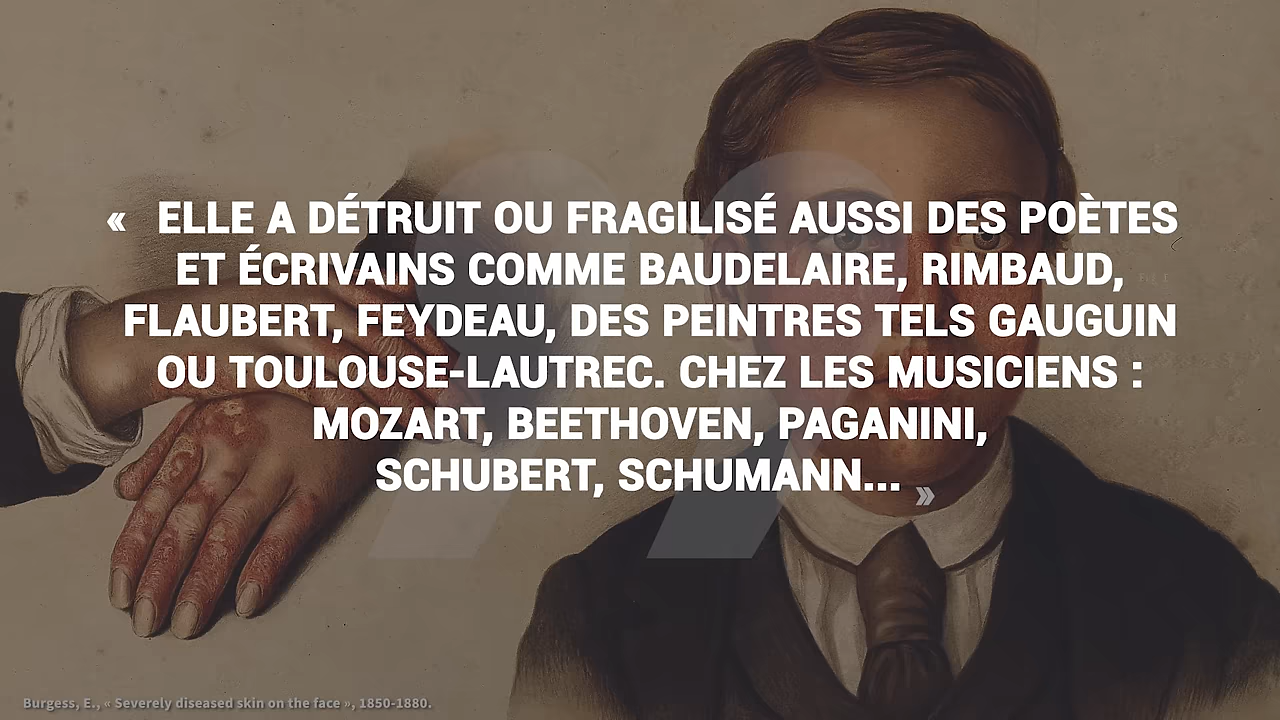 « ELLE A DÉTRUIT OU FRAGILISÉ AUSSI DES POÈTES
ET ÉCRIVAINS COMME BAUDELAIRE, RIMBAUD,
FLAUBERT, FEYDEAU, DES PEINTRES TELS GAUGUIN
OU TOULOUSE-LAUTREC. CHEZ LES MUSICIENS :
MOZART, BEETHOVEN, PAGANINI,
SCHUBERT, SCHUMANN... »
Burgess, E., « Severely diseased skin on the face », 1850-1880.